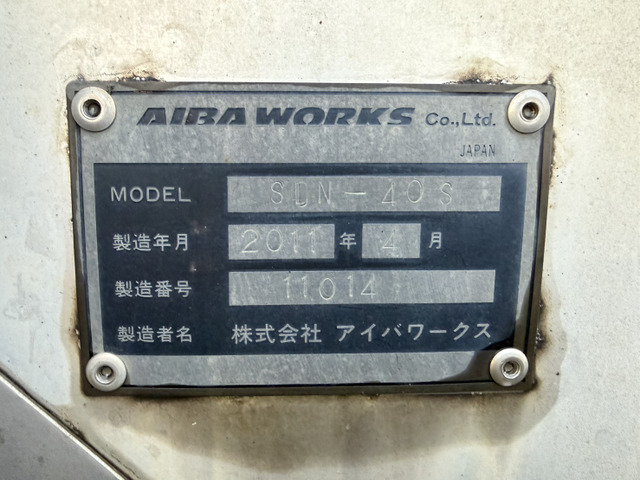 AIBA WORKS Co.,Ltd.
JAPAN
MODEL SDN-40S
製造年月 2011 年 4 月
製造番号 11014
製造者名 株式会社 アイバワークス